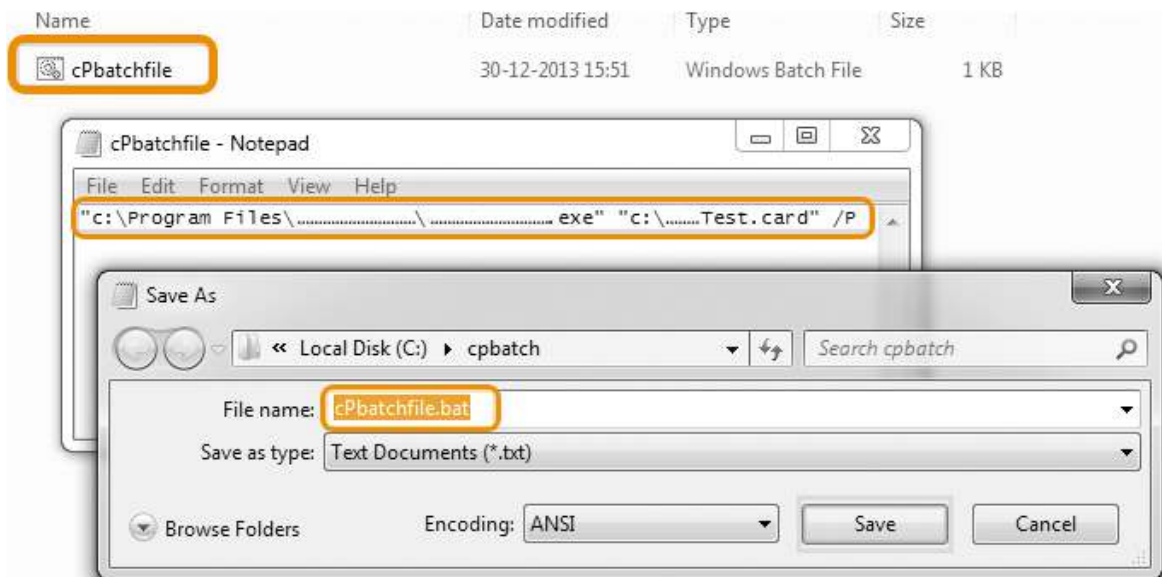 Name Date modified Type Size
cPbatchfile 30-12-2013 15:51 Windows Batch File 1 KB
cPbatchfile - Notepad
File Edit Format View Help
"c:\Program Files\..............................\ ............................... exe" "c:\........Test.card" /P
Save As
« Local Disk (C:) ▸ cpbatch Search cpbatch
File name: cPbatchfile.bat
Save as type: Text Documents (*.txt)
Browse Folders Encoding: ANSI Save Cancel